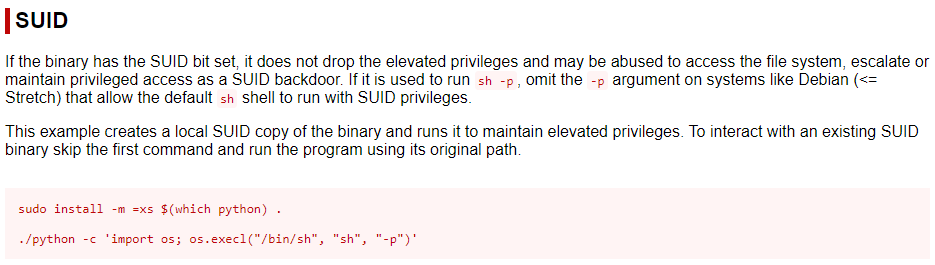 SUID
If the binary has the SUID bit set, it does not drop the elevated privileges and may be abused to access the file system, escalate or
maintain privileged access as a SUID backdoor. If it is used to run sh -p, omit the -p argument on systems like Debian (<=
Stretch) that allow the default sh shell to run with SUID privileges.
This example creates a local SUID copy of the binary and runs it to maintain elevated privileges. To interact with an existing SUID
binary skip the first command and run the program using its original path.
sudo install -m =xs $(which python) .
./python -c 'import os; os.execl("/bin/sh", "sh", "-p")'